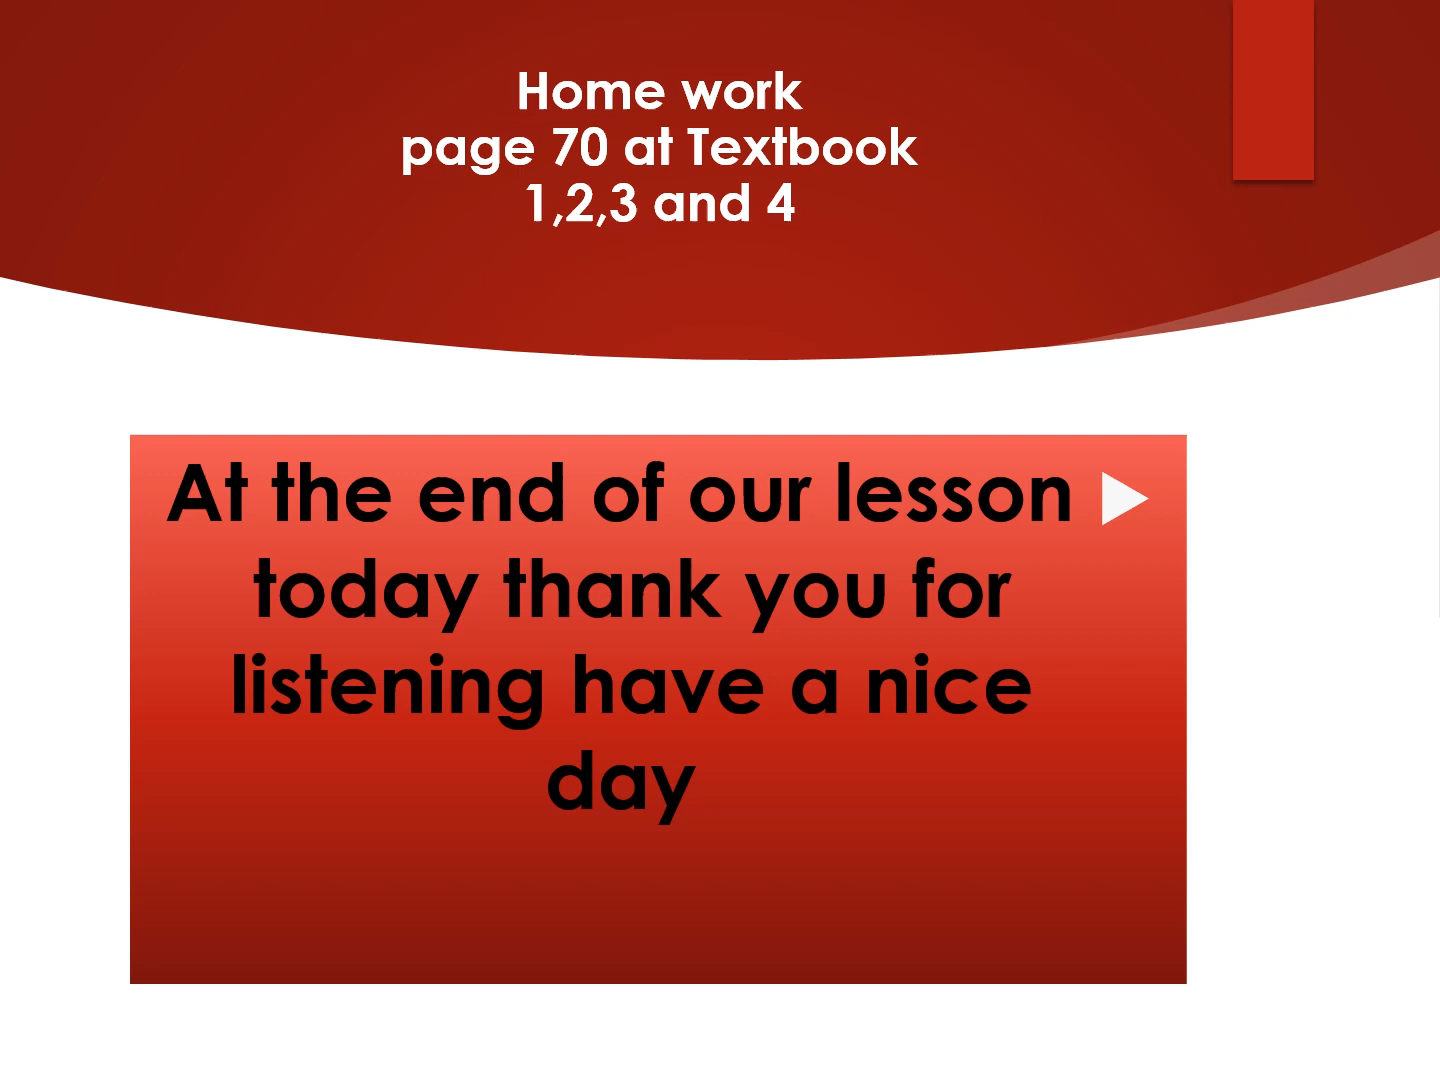 Home work
page 70 at Textbook
1,2,3 and 4
At the end of our lesson
today thank you for
listening have a nice
day